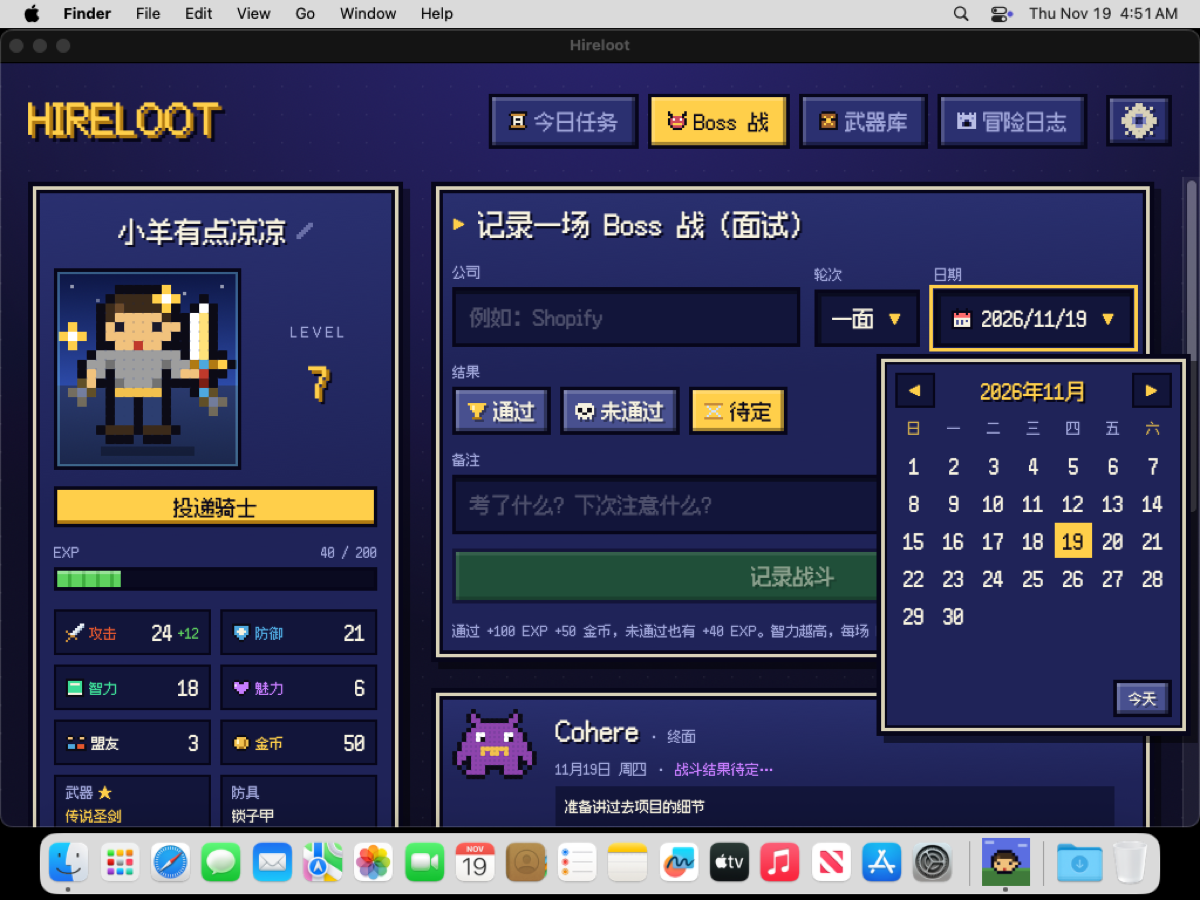 Finder File Edit View Go Window Help Thu Nov 19 4:51 AM
Hireloot
HIRELOOT
今日任务 Boss 战 武器库 冒险日志
小羊有点凉凉
LEVEL
7
投递骑士
EXP 40 / 200
攻击 24 +12 防御 21
智力 18 魅力 6
盟友 3 金币 50
武器 防具
传说圣剑 锁子甲
记录一场 Boss 战（面试）
公司 轮次 日期
例如: Shopify 一面 2026/11/19
结果
通过 未通过 待定
备注
考了什么? 下次注意什么?
记录战斗
通过 +100 EXP +50 金币, 未通过也有 +40 EXP。智力越高, 每场
2026年11月
日 一 二 三 四 五 六
1 2 3 4 5 6 7
8 9 10 11 12 13 14
15 16 17 18 19 20 21
22 23 24 25 26 27 28
29 30
今天
Cohere · 终面
11月19日 周四 · 战斗结果待定…
准备讲过去项目的细节
NOV
19
tv